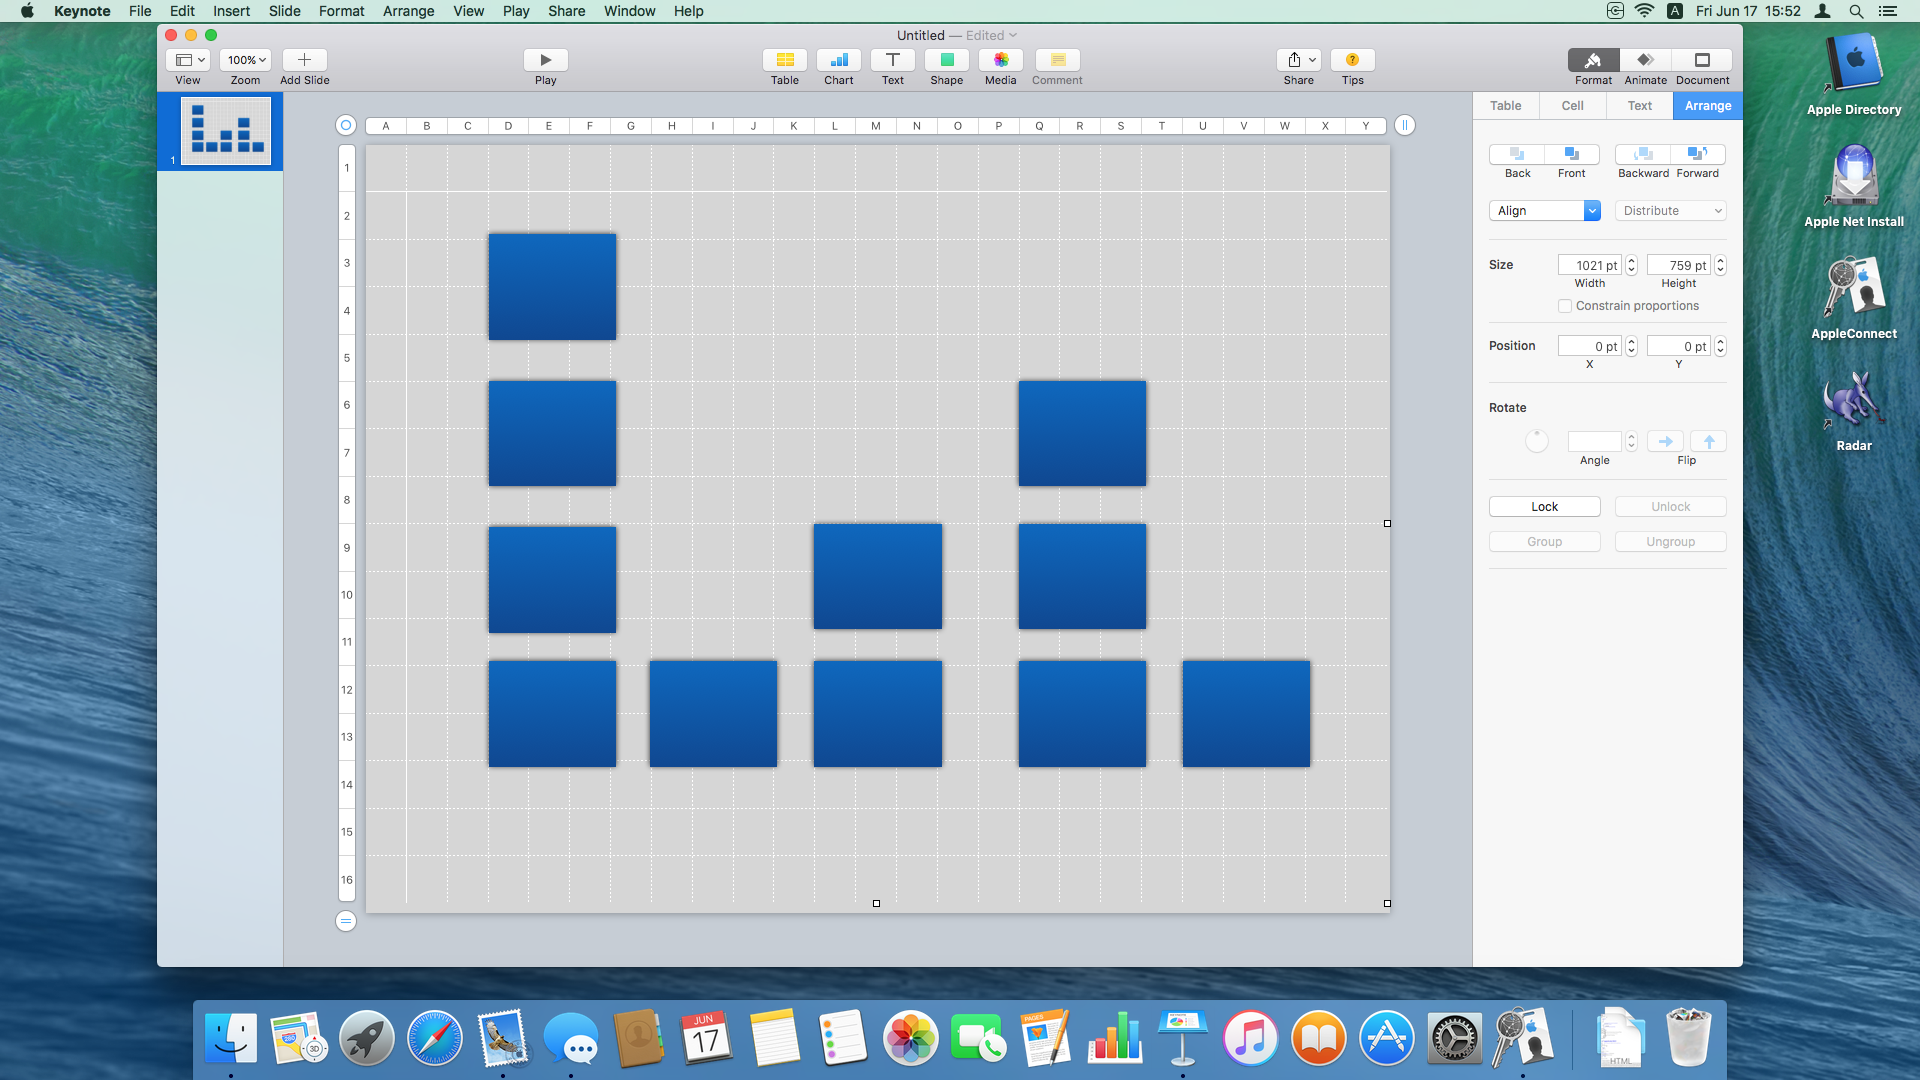 Keynote File Edit Insert Slide Format Arrange View Play Share Window Help A Fri Jun 17 15:52
Untitled — Edited
100%
View Zoom Add Slide Play Table Chart Text Shape Media Comment Share Tips Format Animate Document
?
1
A B C D E F G H I J K L M N O P Q R S T U V W X Y
1
2
3
4
5
6
7
8
9
10
11
12
13
14
15
16
Table Cell Text Arrange
Back Front Backward Forward
Align Distribute
Size 1021 pt 759 pt
Width Height
Constrain proportions
Position 0 pt 0 pt
X Y
Rotate
Angle Flip
Lock Unlock
Group Ungroup
Apple Directory
Apple Net Install
AppleConnect
Radar
280
3D
JUN
17
PAGES
HTML